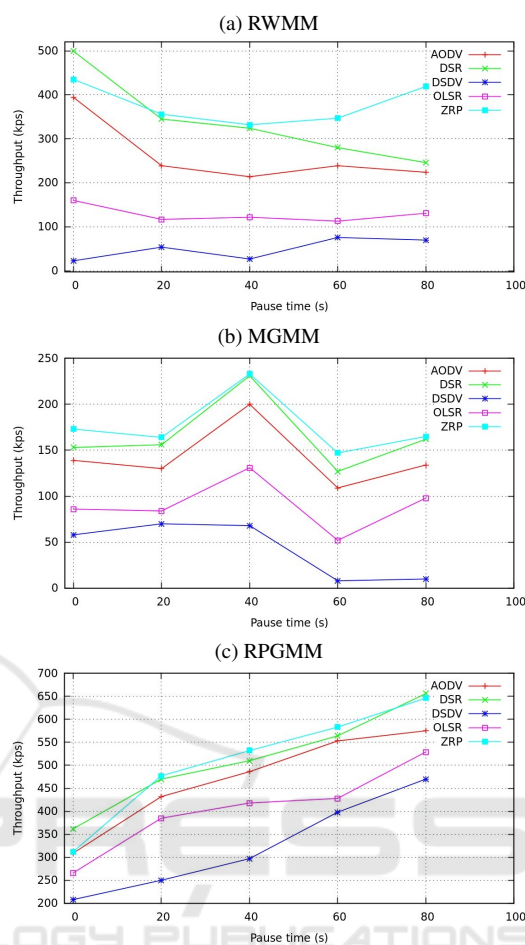 (a) RWMM
Throughput (kps)
500
400
300
200
100
0
AODV
DSR
DSDV
OLSR
ZRP
0 20 40 60 80 100
Pause time (s)
(b) MGMM
Throughput (kps)
250
200
150
100
50
0
AODV
DSR
DSDV
OLSR
ZRP
0 20 40 60 80 100
Pause time (s)
(c) RPGMM
Throughput (kps)
700
650
600
550
500
450
400
350
300
250
200
AODV
DSR
DSDV
OLSR
ZRP
0 20 40 60 80 100
Pause time (s)
PRESS
LOGY PUBLICATIONS